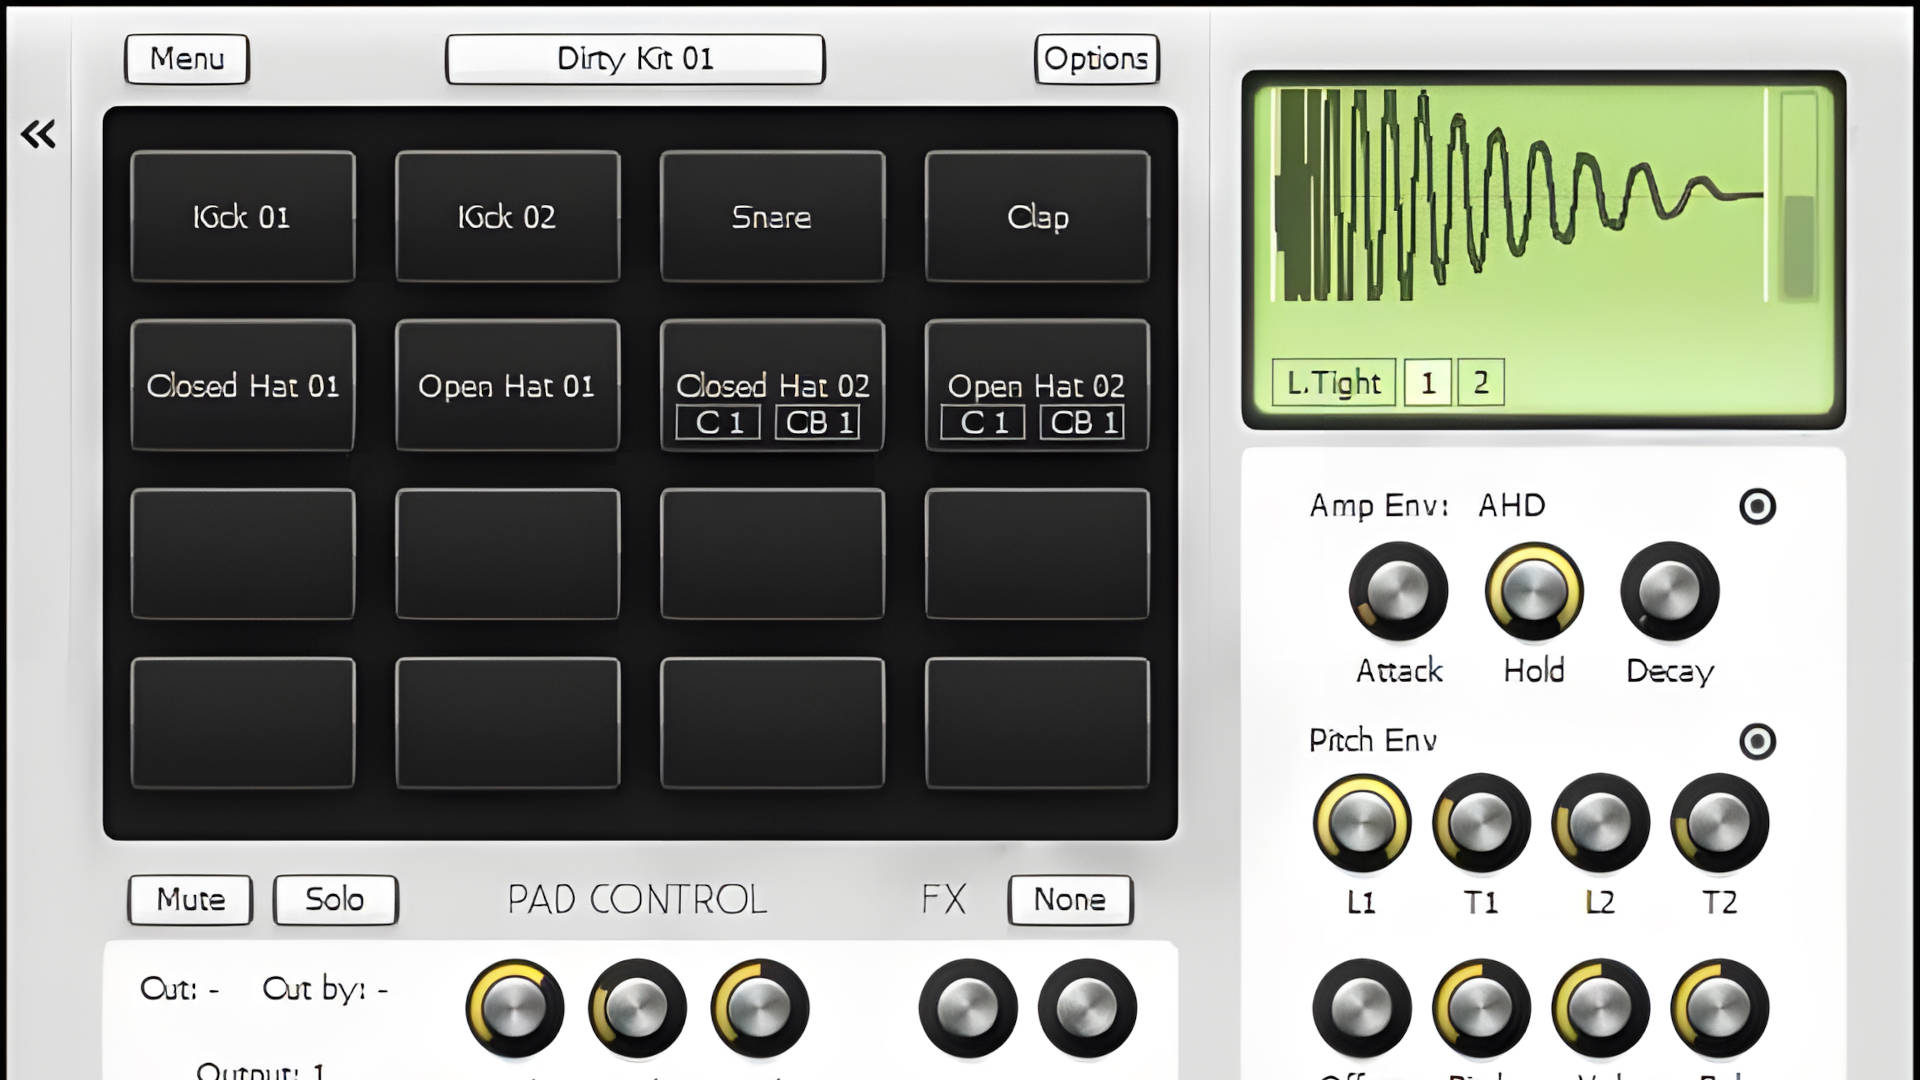 Menu
Dirty Kit 01
Options
Kick 01
Kick 02
Snare
Clap
Closed Hat 01
Open Hat 01
Closed Hat 02
C 1 CB 1
Open Hat 02
C 1 CB 1
Mute
Solo
PAD CONTROL
FX
None
Cut: -
Cut by: -
Output: 1
L.Tight 1 2
Amp Env: AHD
Attack
Hold
Decay
Pitch Env
L1
T1
L2
T2